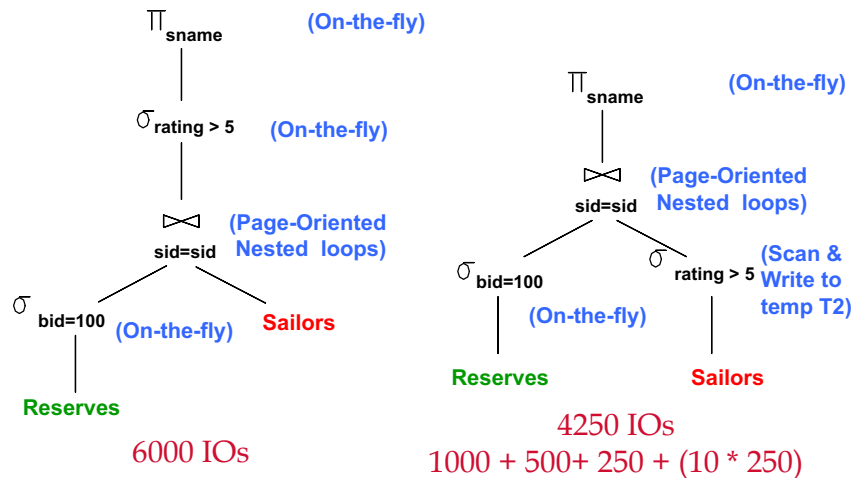 π sname (On-the-fly)
σ rating > 5 (On-the-fly)
⋈ (Page-Oriented
sid=sid Nested loops)
σ bid=100 (On-the-fly)
Sailors
Reserves
6000 IOs
π sname (On-the-fly)
⋈ (Page-Oriented
sid=sid Nested loops)
σ bid=100 (On-the-fly)
σ rating > 5 (Scan &
Write to
temp T2)
Reserves
Sailors
4250 IOs
1000 + 500+ 250 + (10 * 250)